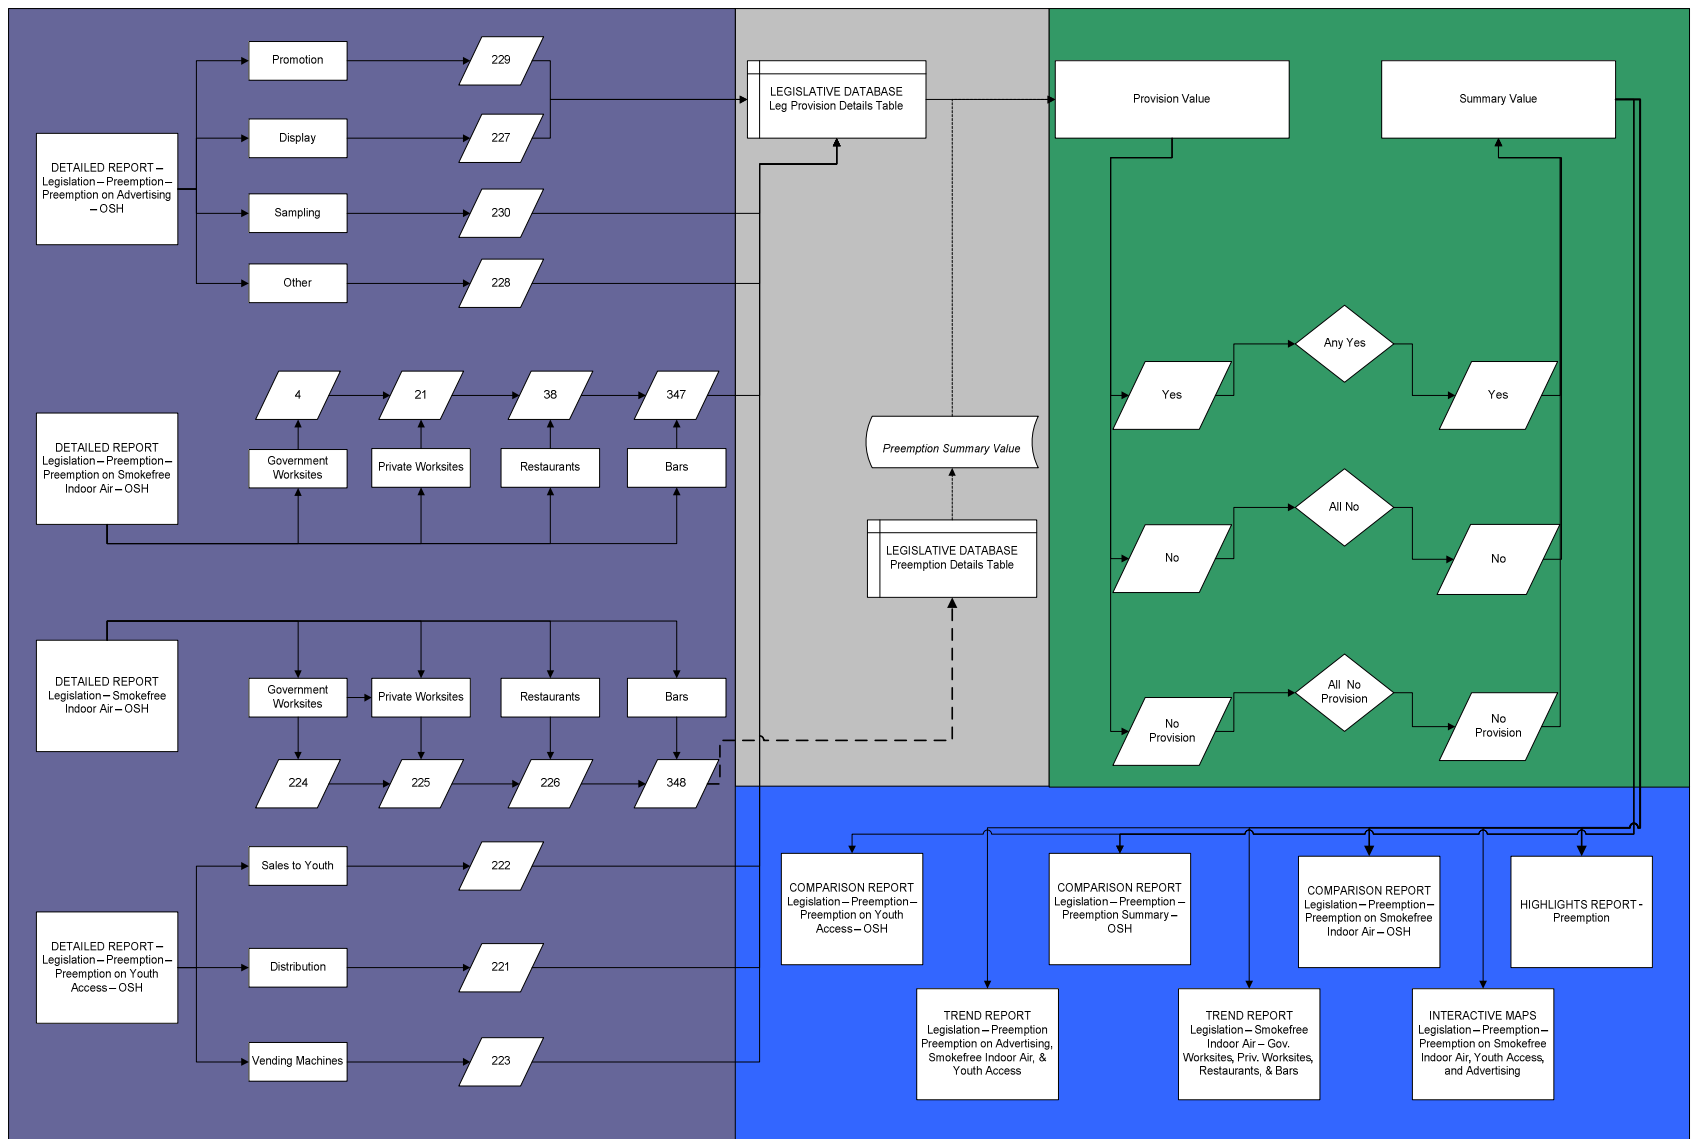 Promotion
229
Display
227
DETAILED REPORT –
Legislation – Preemption –
Preemption on Advertising
– OSH
Sampling
230
Other
228
4
21
38
347
DETAILED REPORT
Legislation – Preemption –
Preemption on Smokefree
Indoor Air – OSH
Government
Worksites
Private Worksites
Restaurants
Bars
DETAILED REPORT
Legislation – Smokefree
Indoor Air – OSH
Government
Worksites
Private Worksites
Restaurants
Bars
224
225
226
348
Sales to Youth
222
DETAILED REPORT –
Legislation – Preemption –
Preemption on Youth
Access – OSH
Distribution
221
Vending Machines
223
LEGISLATIVE DATABASE
Leg Provision Details Table
Preemption Summary Value
LEGISLATIVE DATABASE
Preemption Details Table
Provision Value
Summary Value
Any Yes
Yes
Yes
All No
No
No
All No
Provision
No
Provision
No
Provision
COMPARISON REPORT
Legislation – Preemption –
Preemption on Youth
Access – OSH
COMPARISON REPORT
Legislation – Preemption –
Preemption Summary –
OSH
COMPARISON REPORT
Legislation – Preemption –
Preemption on Smokefree
Indoor Air – OSH
HIGHLIGHTS REPORT -
Preemption
TREND REPORT
Legislation – Preemption
Preemption on Advertising,
Smokefree Indoor Air, &
Youth Access
TREND REPORT
Legislation – Smokefree
Indoor Air – Gov.
Worksites, Priv. Worksites,
Restaurants, & Bars
INTERACTIVE MAPS
Legislation – Preemption –
Preemption on Smokefree
Indoor Air, Youth Access,
and Advertising